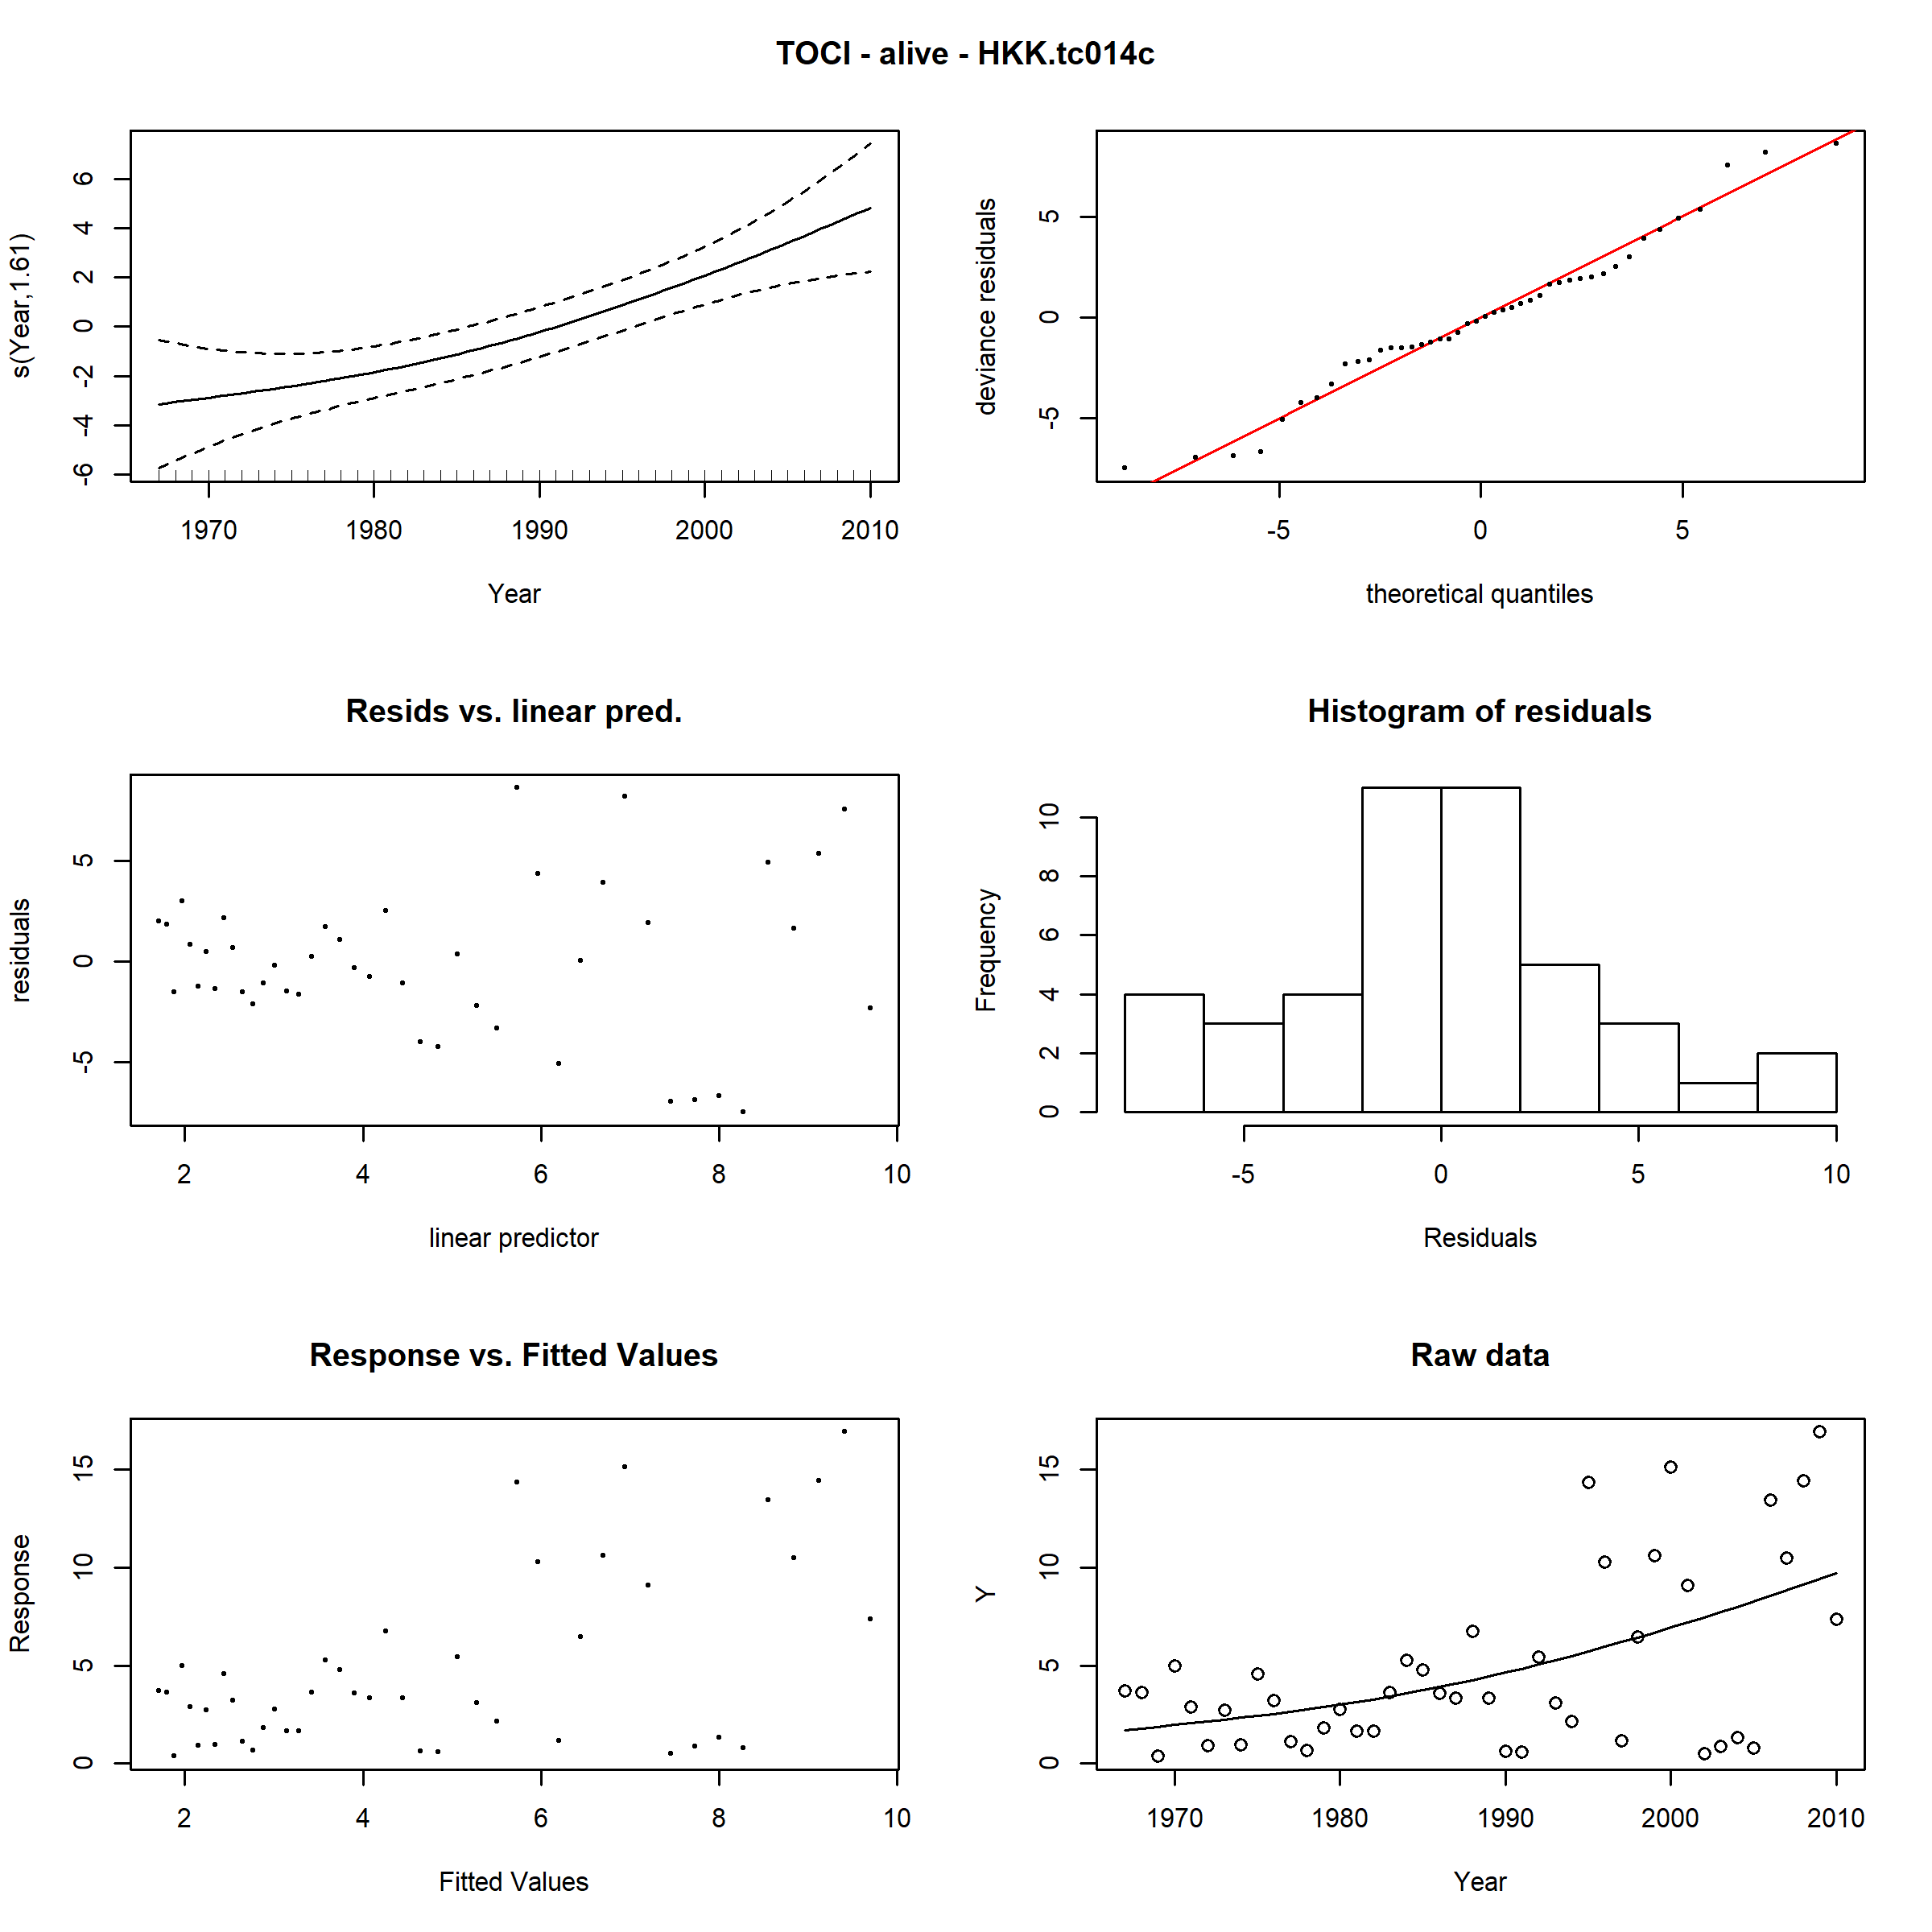 TOCI - alive - HKK.tc014c
s(Year,1.61)
6
4
2
0
-2
-4
-6
1970 1980 1990 2000 2010
Year
deviance residuals
5
0
-5
-5 0 5
theoretical quantiles
Resids vs. linear pred.
residuals
5
0
-5
2 4 6 8 10
linear predictor
Histogram of residuals
Frequency
10
8
6
4
2
0
-5 0 5 10
Residuals
Response vs. Fitted Values
Response
15
10
5
0
2 4 6 8 10
Fitted Values
Raw data
Y
15
10
5
0
1970 1980 1990 2000 2010
Year